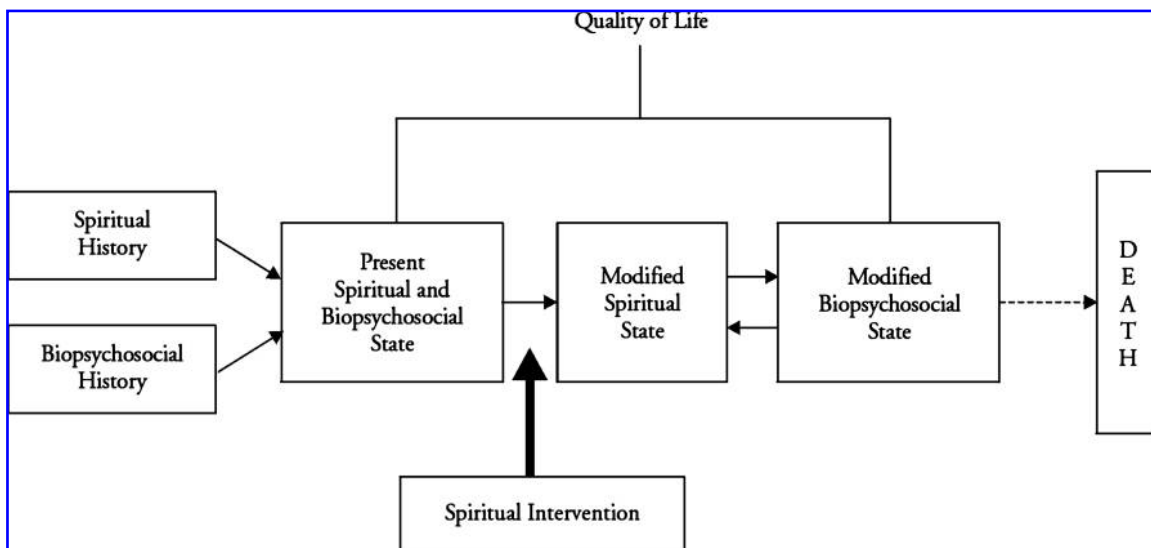 Quality of Life
Spiritual
History
Biopsychosocial
History
Present
Spiritual and
Biopsychosocial
State
Modified
Spiritual
State
Modified
Biopsychosocial
State
D
E
A
T
H
Spiritual Intervention